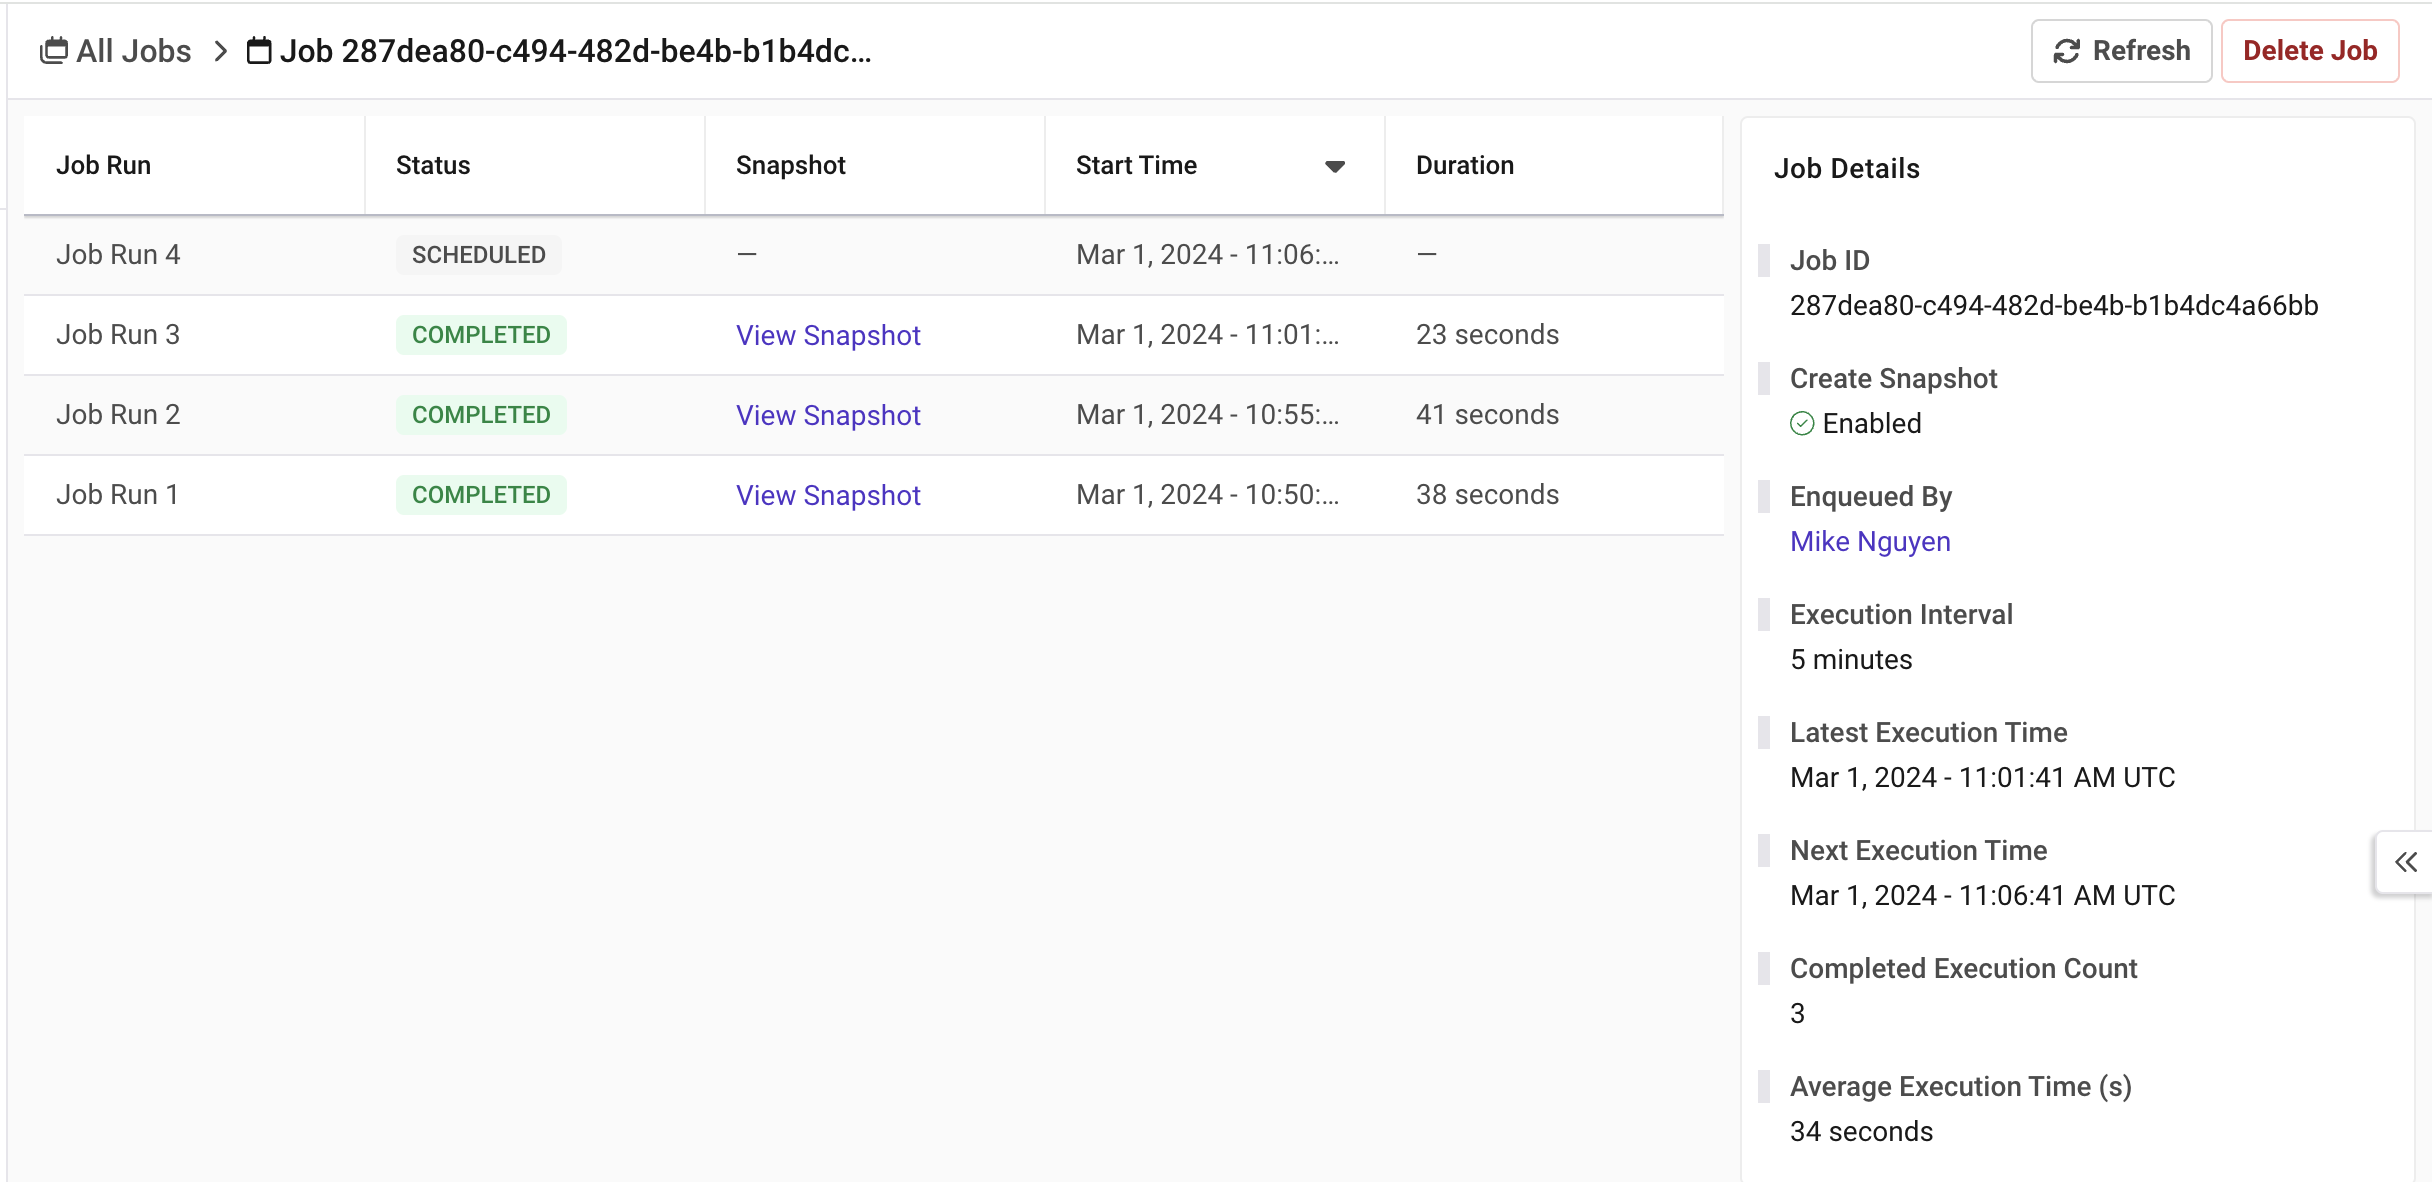 All Jobs > Job 287dea80-c494-482d-be4b-b1b4dc...
Refresh
Delete Job
Job Run Status Snapshot Start Time Duration
Job Run 4 SCHEDULED — Mar 1, 2024 - 11:06:... —
Job Run 3 COMPLETED View Snapshot Mar 1, 2024 - 11:01:... 23 seconds
Job Run 2 COMPLETED View Snapshot Mar 1, 2024 - 10:55:... 41 seconds
Job Run 1 COMPLETED View Snapshot Mar 1, 2024 - 10:50:... 38 seconds
Job Details
Job ID
287dea80-c494-482d-be4b-b1b4dc4a66bb
Create Snapshot
Enabled
Enqueued By
Mike Nguyen
Execution Interval
5 minutes
Latest Execution Time
Mar 1, 2024 - 11:01:41 AM UTC
Next Execution Time
Mar 1, 2024 - 11:06:41 AM UTC
Completed Execution Count
3
Average Execution Time (s)
34 seconds